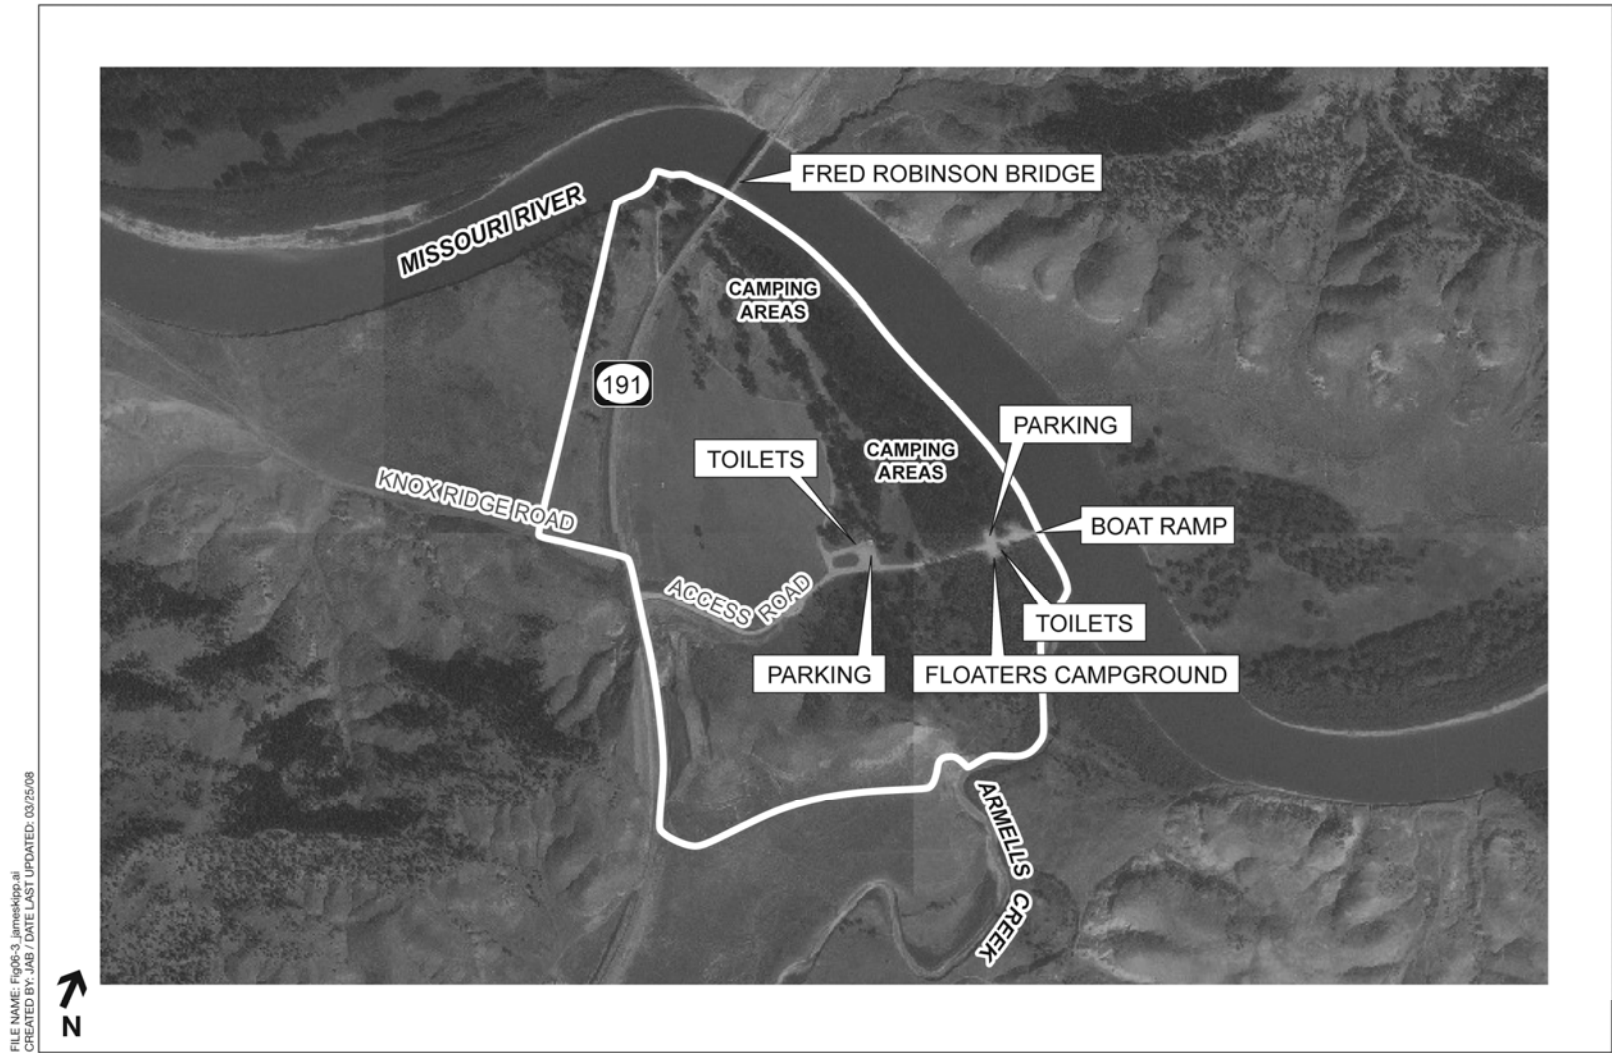 FRED ROBINSON BRIDGE
MISSOURI RIVER
CAMPING
AREAS
191
PARKING
TOILETS
CAMPING
AREAS
KNOX RIDGE ROAD
BOAT RAMP
ACCESS ROAD
TOILETS
PARKING
FLOATERS CAMPGROUND
ARMELLS CREEK
N
FILE NAME: Fig06-3_jameskipp.ai
CREATED BY: JAB / DATE LAST UPDATED: 03/25/08